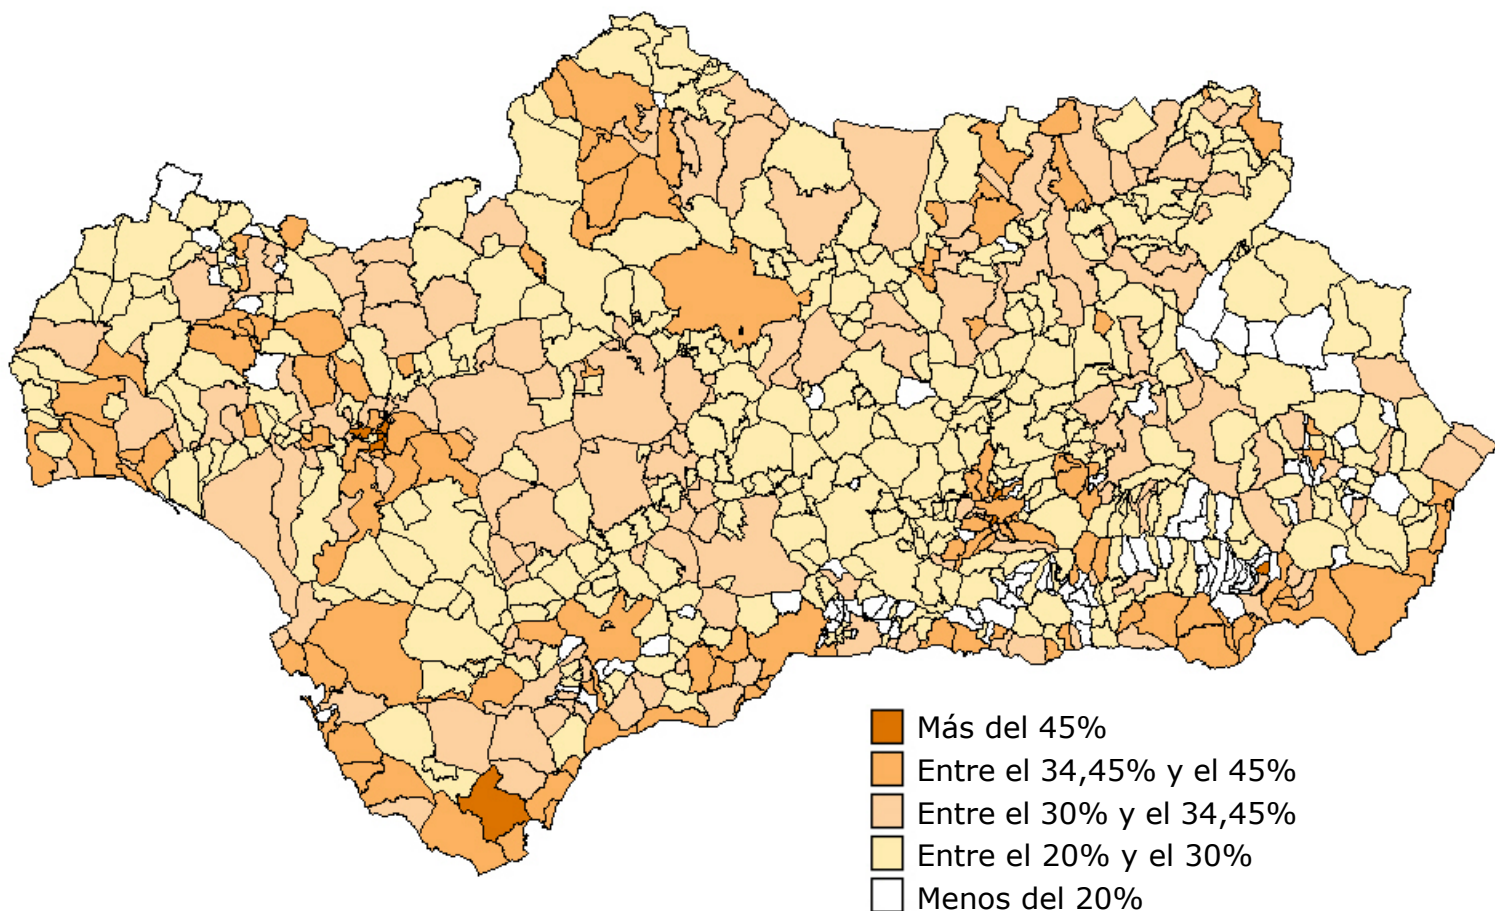 Más del 45%
Entre el 34,45% y el 45%
Entre el 30% y el 34,45%
Entre el 20% y el 30%
Menos del 20%